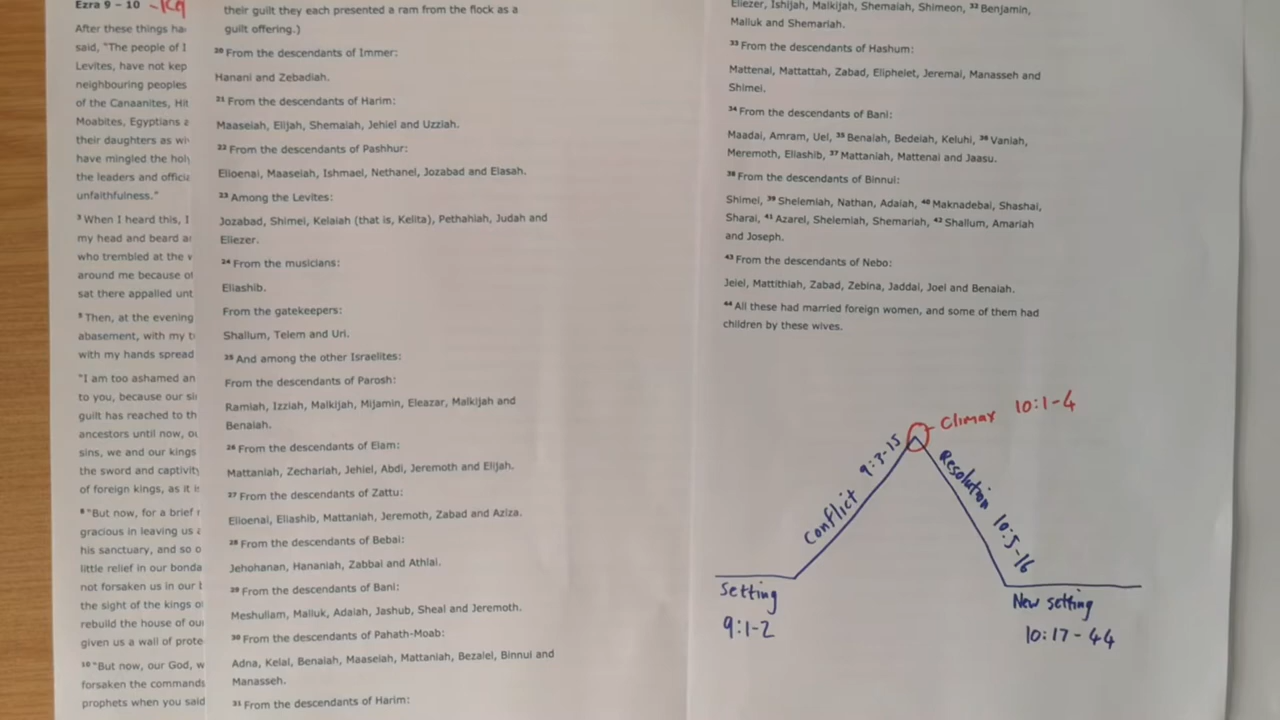 Ezra 9 – 10
After these things ha
said, "The people of I
Levites, have not kep
neighbouring peoples
of the Canaanites, Hit
Moabites, Egyptians a
their daughters as wi
have mingled the holy
the leaders and officia
unfaithfulness."
3 When I heard this, I
my head and beard an
who trembled at the w
around me because of
sat there appalled unt
5 Then, at the evening
abasement, with my t
with my hands spread
"I am too ashamed an
to you, because our si
guilt has reached to th
ancestors until now, ou
sins, we and our kings
the sword and captivity
of foreign kings, as it is
8 "But now, for a brief
gracious in leaving us a
his sanctuary, and so o
little relief in our bonda
not forsaken us in our b
the sight of the kings of
rebuild the house of our
given us a wall of prote
10 "But now, our God, w
forsaken the commands
prophets when you said
their guilt they each presented a ram from the flock as a
guilt offering.)
20 From the descendants of Immer:
Hanani and Zebadiah.
21 From the descendants of Harim:
Maaseiah, Elijah, Shemaiah, Jehiel and Uzziah.
22 From the descendants of Pashhur:
Elioenai, Maaseiah, Ishmael, Nethanel, Jozabad and Elasah.
23 Among the Levites:
Jozabad, Shimei, Kelaiah (that is, Kelita), Pethahiah, Judah and
Eliezer.
24 From the musicians:
Eliashib.
From the gatekeepers:
Shallum, Telem and Uri.
25 And among the other Israelites:
From the descendants of Parosh:
Ramiah, Izziah, Malkijah, Mijamin, Eleazar, Malkijah and
Benaiah.
26 From the descendants of Elam:
Mattaniah, Zechariah, Jehiel, Abdi, Jeremoth and Elijah.
27 From the descendants of Zattu:
Elioenai, Eliashib, Mattaniah, Jeremoth, Zabad and Aziza.
28 From the descendants of Bebai:
Jehohanan, Hananiah, Zabbai and Athlai.
29 From the descendants of Bani:
Meshullam, Malluk, Adaiah, Jashub, Sheal and Jeremoth.
30 From the descendants of Pahath-Moab:
Adna, Kelal, Benaiah, Maaseiah, Mattaniah, Bezalel, Binnui and
Manasseh.
31 From the descendants of Harim:
Eliezer, Ishijah, Malkijah, Shemaiah, Shimeon, 32 Benjamin,
Malluk and Shemariah.
33 From the descendants of Hashum:
Mattenai, Mattattah, Zabad, Eliphelet, Jeremai, Manasseh and
Shimei.
34 From the descendants of Bani:
Maadai, Amram, Uel, 35 Benaiah, Bedeiah, Keluhi, 36 Vaniah,
Meremoth, Eliashib, 37 Mattaniah, Mattenai and Jaasu.
38 From the descendants of Binnui:
Shimei, 39 Shelemiah, Nathan, Adaiah, 40 Maknadebai, Shashai,
Sharai, 41 Azarel, Shelemiah, Shemariah, 42 Shallum, Amariah
and Joseph.
43 From the descendants of Nebo:
Jeiel, Mattithiah, Zabad, Zebina, Jaddai, Joel and Benaiah.
44 All these had married foreign women, and some of them had
children by these wives.
Climax 10:1-4
Conflict 9:3-15
Resolution 10:5-16
Setting
9:1-2
New setting
10:17-44